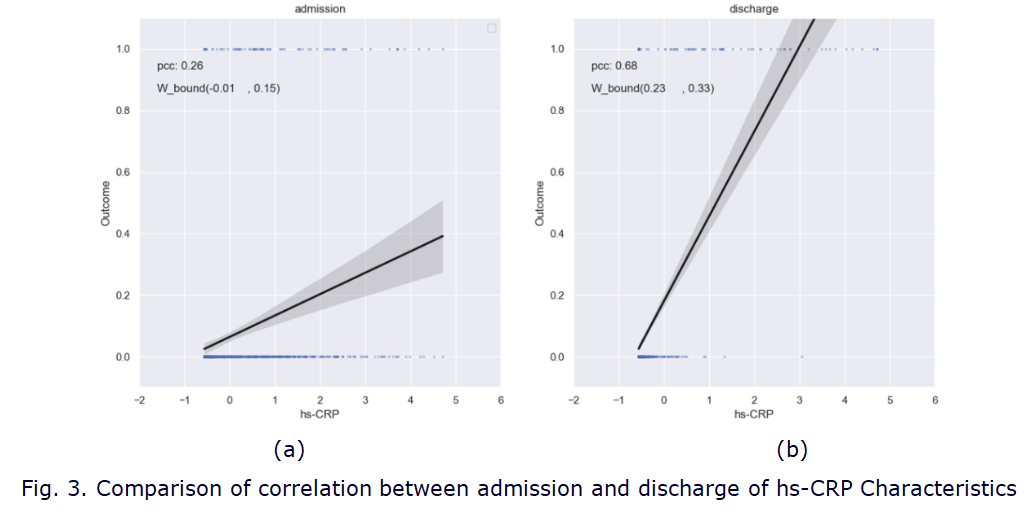 admission
1.0
pcc: 0.26
W_bound(-0.01 , 0.15)
0.8
0.6
Outcome
0.4
0.2
0.0
−2 −1 0 1 2 3 4 5 6
hs-CRP
(a)
discharge
1.0
pcc: 0.68
W_bound(0.23 , 0.33)
0.8
0.6
Outcome
0.4
0.2
0.0
−2 −1 0 1 2 3 4 5 6
hs-CRP
(b)
Fig. 3. Comparison of correlation between admission and discharge of hs-CRP Characteristics